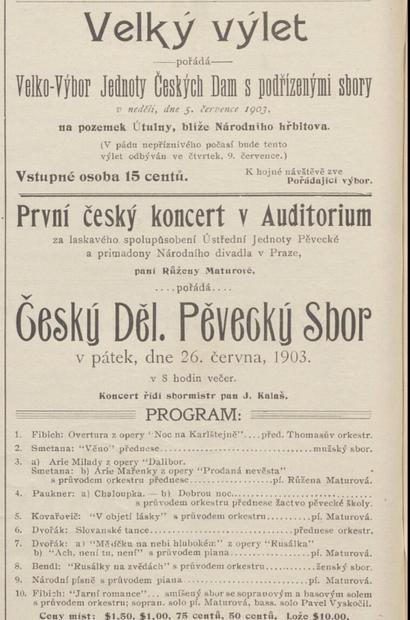 Velký výlet
pořádá
Velko-Výbor Jednoty Českých Dam s podřízenými sbory
v neděli, dne 5. července 1903,
na pozemek Útulny, blíže Národního hřbitova.
(V pádu nepříznivého počasí bude tento
výlet odbýván ve čtvrtek, 9. července.)
Vstupné osoba 15 centů.
K hojné návštěvě zve
Pořádající výbor.
První český koncert v Auditorium
za laskavého spolupůsobení Ústřední Jednoty Pěvecké
a primadony Národního divadla v Praze,
paní Růženy Maturové,
....pořádá....
Český Děl. Pěvecký Sbor
v pátek, dne 26. června, 1903.
v 8 hodin večer.
Koncert řídí sbormistr pan J. Kalaš.
PROGRAM:
1. Fibich: Overtura z opery "Noc na Karlštejně"....před. Thomasův orkestr.
2. Smetana: "Věno" přednese...mužský sbor.
3. a) Arie Milady z opery "Dalibor.
Smetana: b) Arie Mařenky z opery "Prodaná nevěsta"
s průvodem orkestru přednese...pí. Růžena Maturová.
4. Paukner: a) Chaloupka. — b) Dobrou noc...
s průvodem orkestru přednese žactvo pěvecké školy.
5. Kovařovič: "V objetí lásky" s průvodem orkestru...pí. Maturová.
6. Dvořák: Slovanské tance...přednese orkestr.
7. Dvořák: a) "Měsíčku na nebi hlubokém" z opery "Rusálka"
b) "Ach, není tu, není" s průvodem piana...pí. Maturová.
8. Bendl: "Rusálky na zvědách" s průvodem orkestru...ženský sbor.
9. Národní písně s průvodem piana...pí. Maturová.
10. Fibich: "Jarní romance"... smíšený sbor se sopranovým a basovým solem
s průvodem orkestru; sopran. solo pí. Maturová, bass. solo Pavel Vyskočil.
Ceny míst: $1.50, $1.00, 75 centů, 50 centů. Lože $10.00.